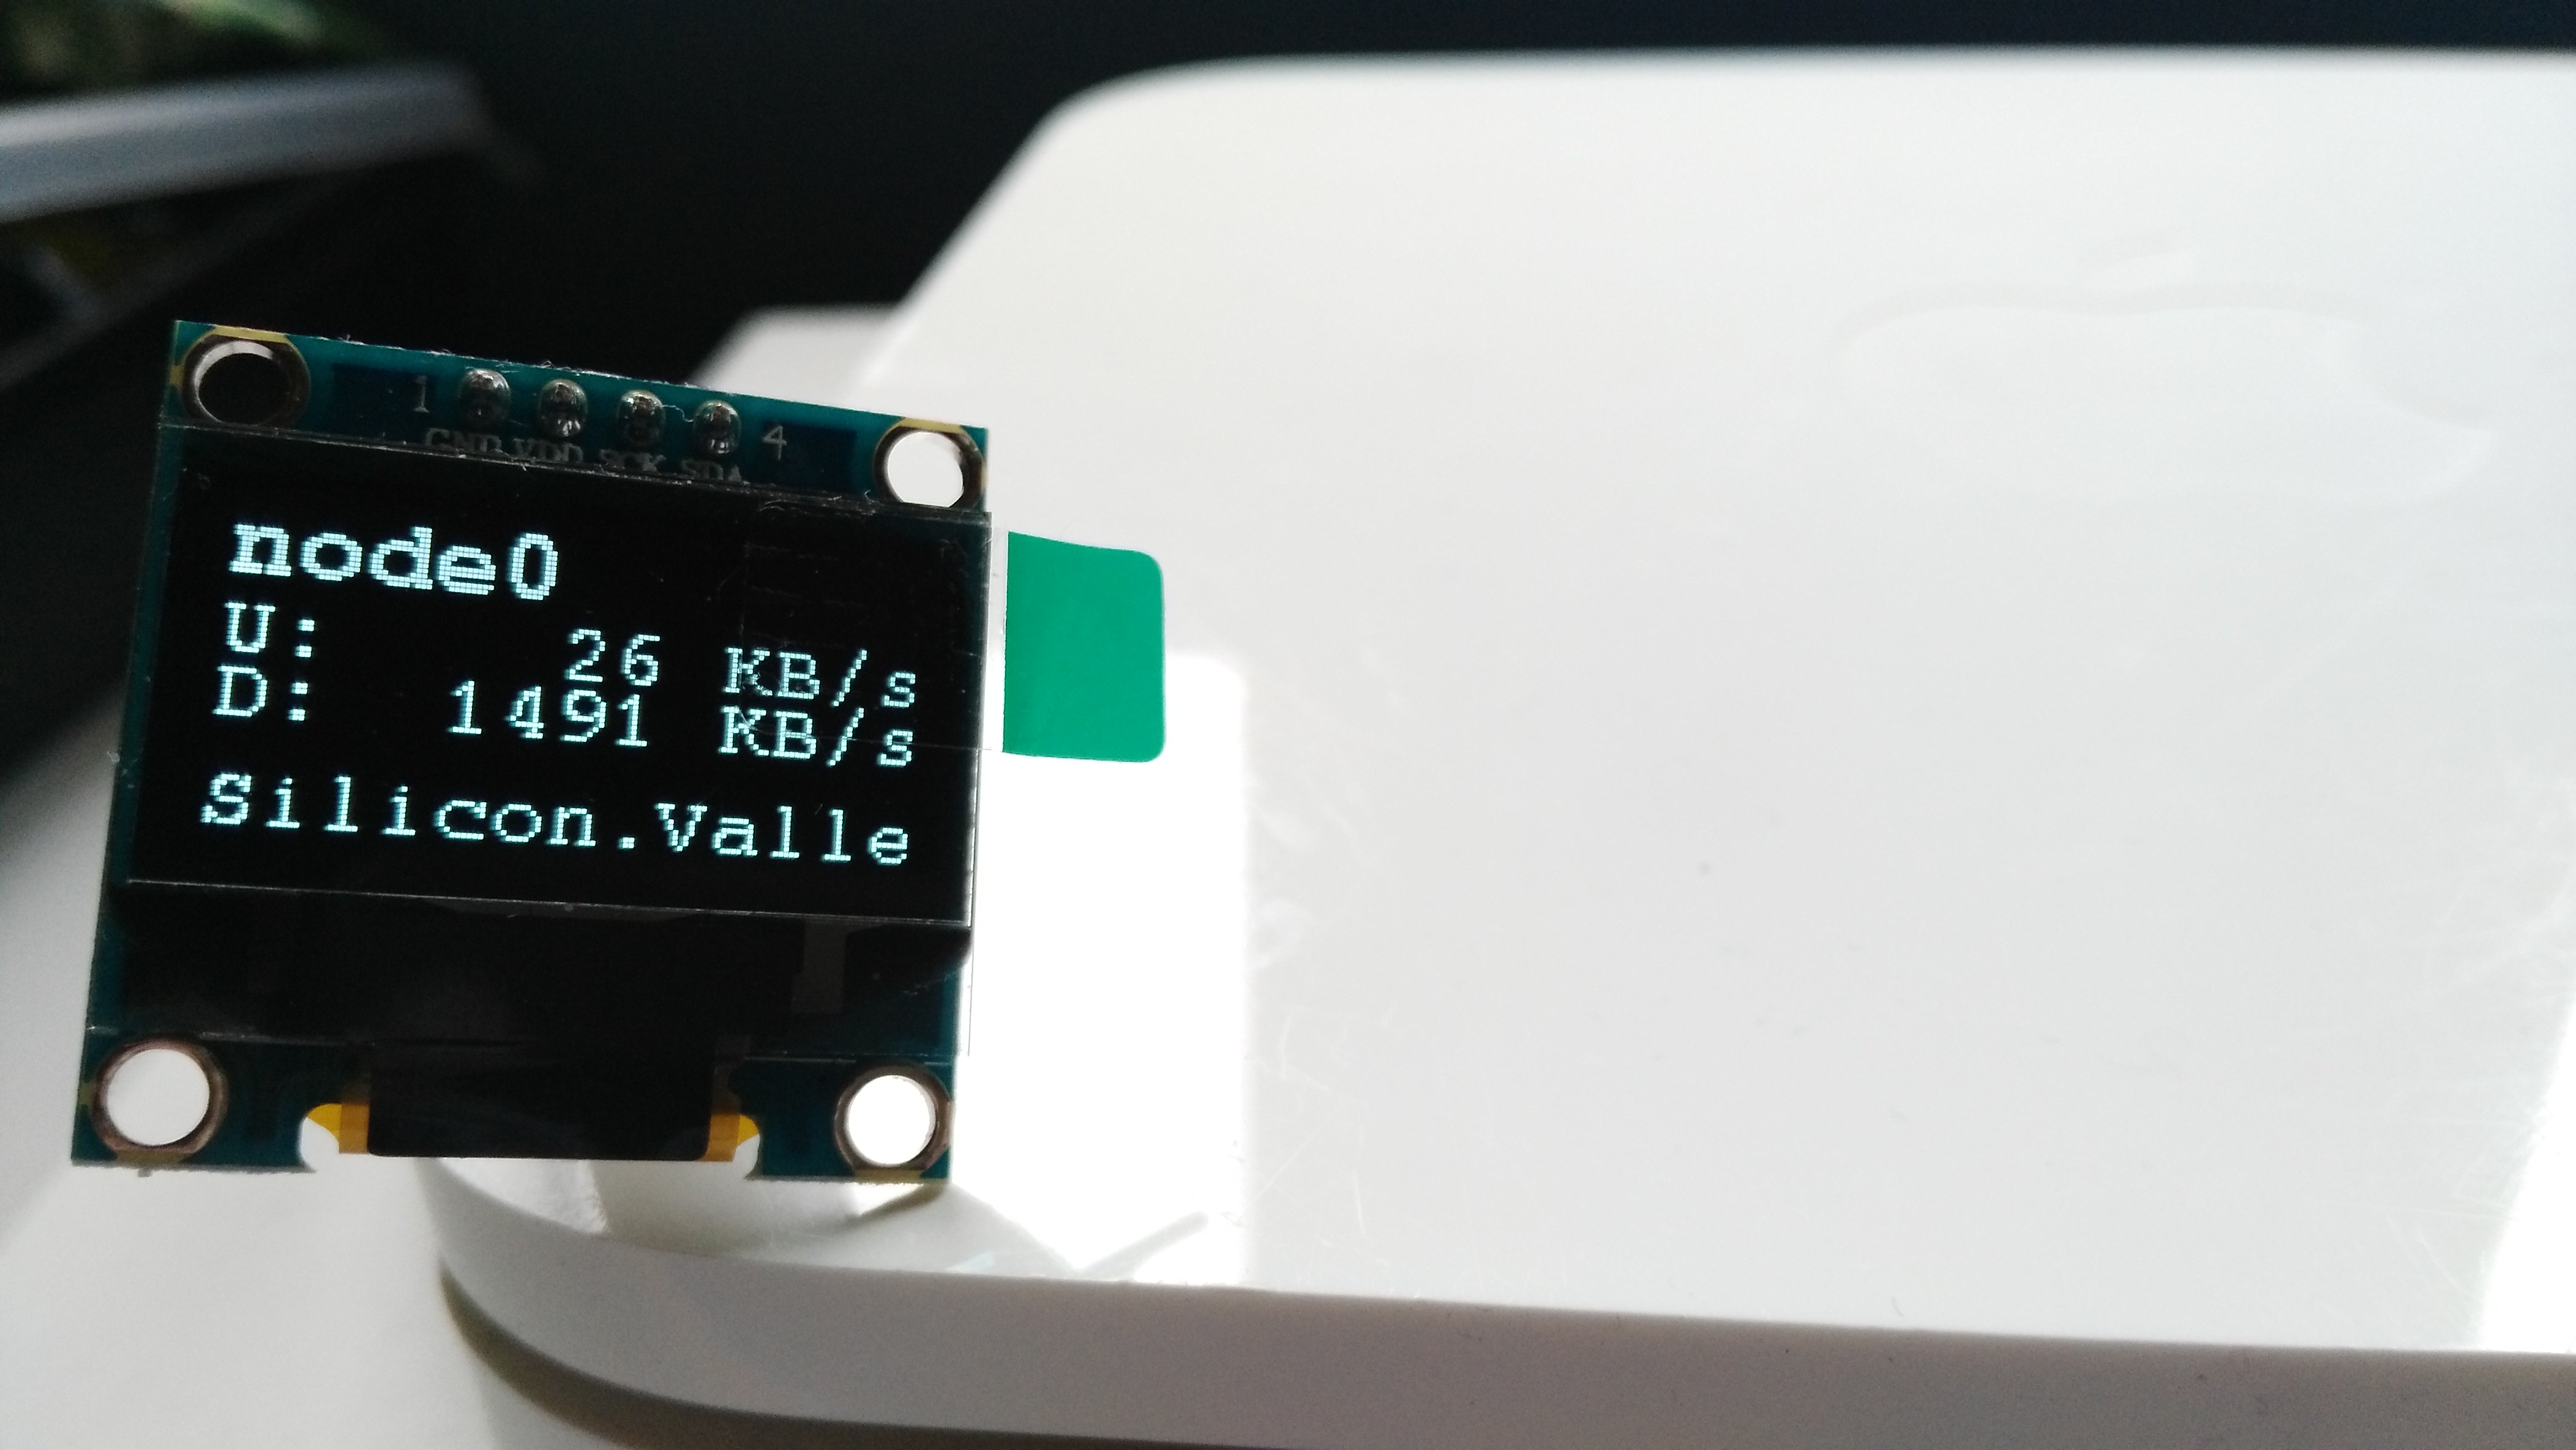 1 4
GND VDD SCK SDA
node0
U: 26 KB/s
D: 1491 KB/s
Silicon.Valle